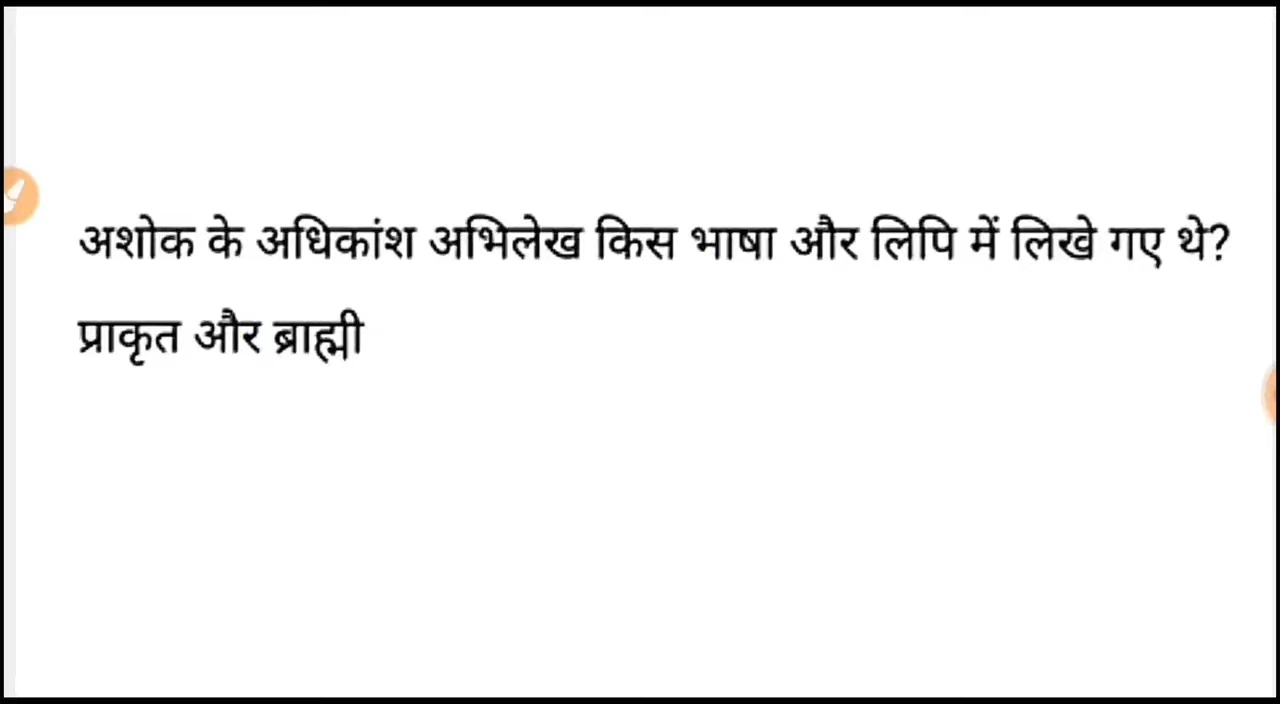 अशोक के अधिकांश अभिलेख किस भाषा और लिपि में लिखे गए थे?
प्राकृत और ब्राह्मी